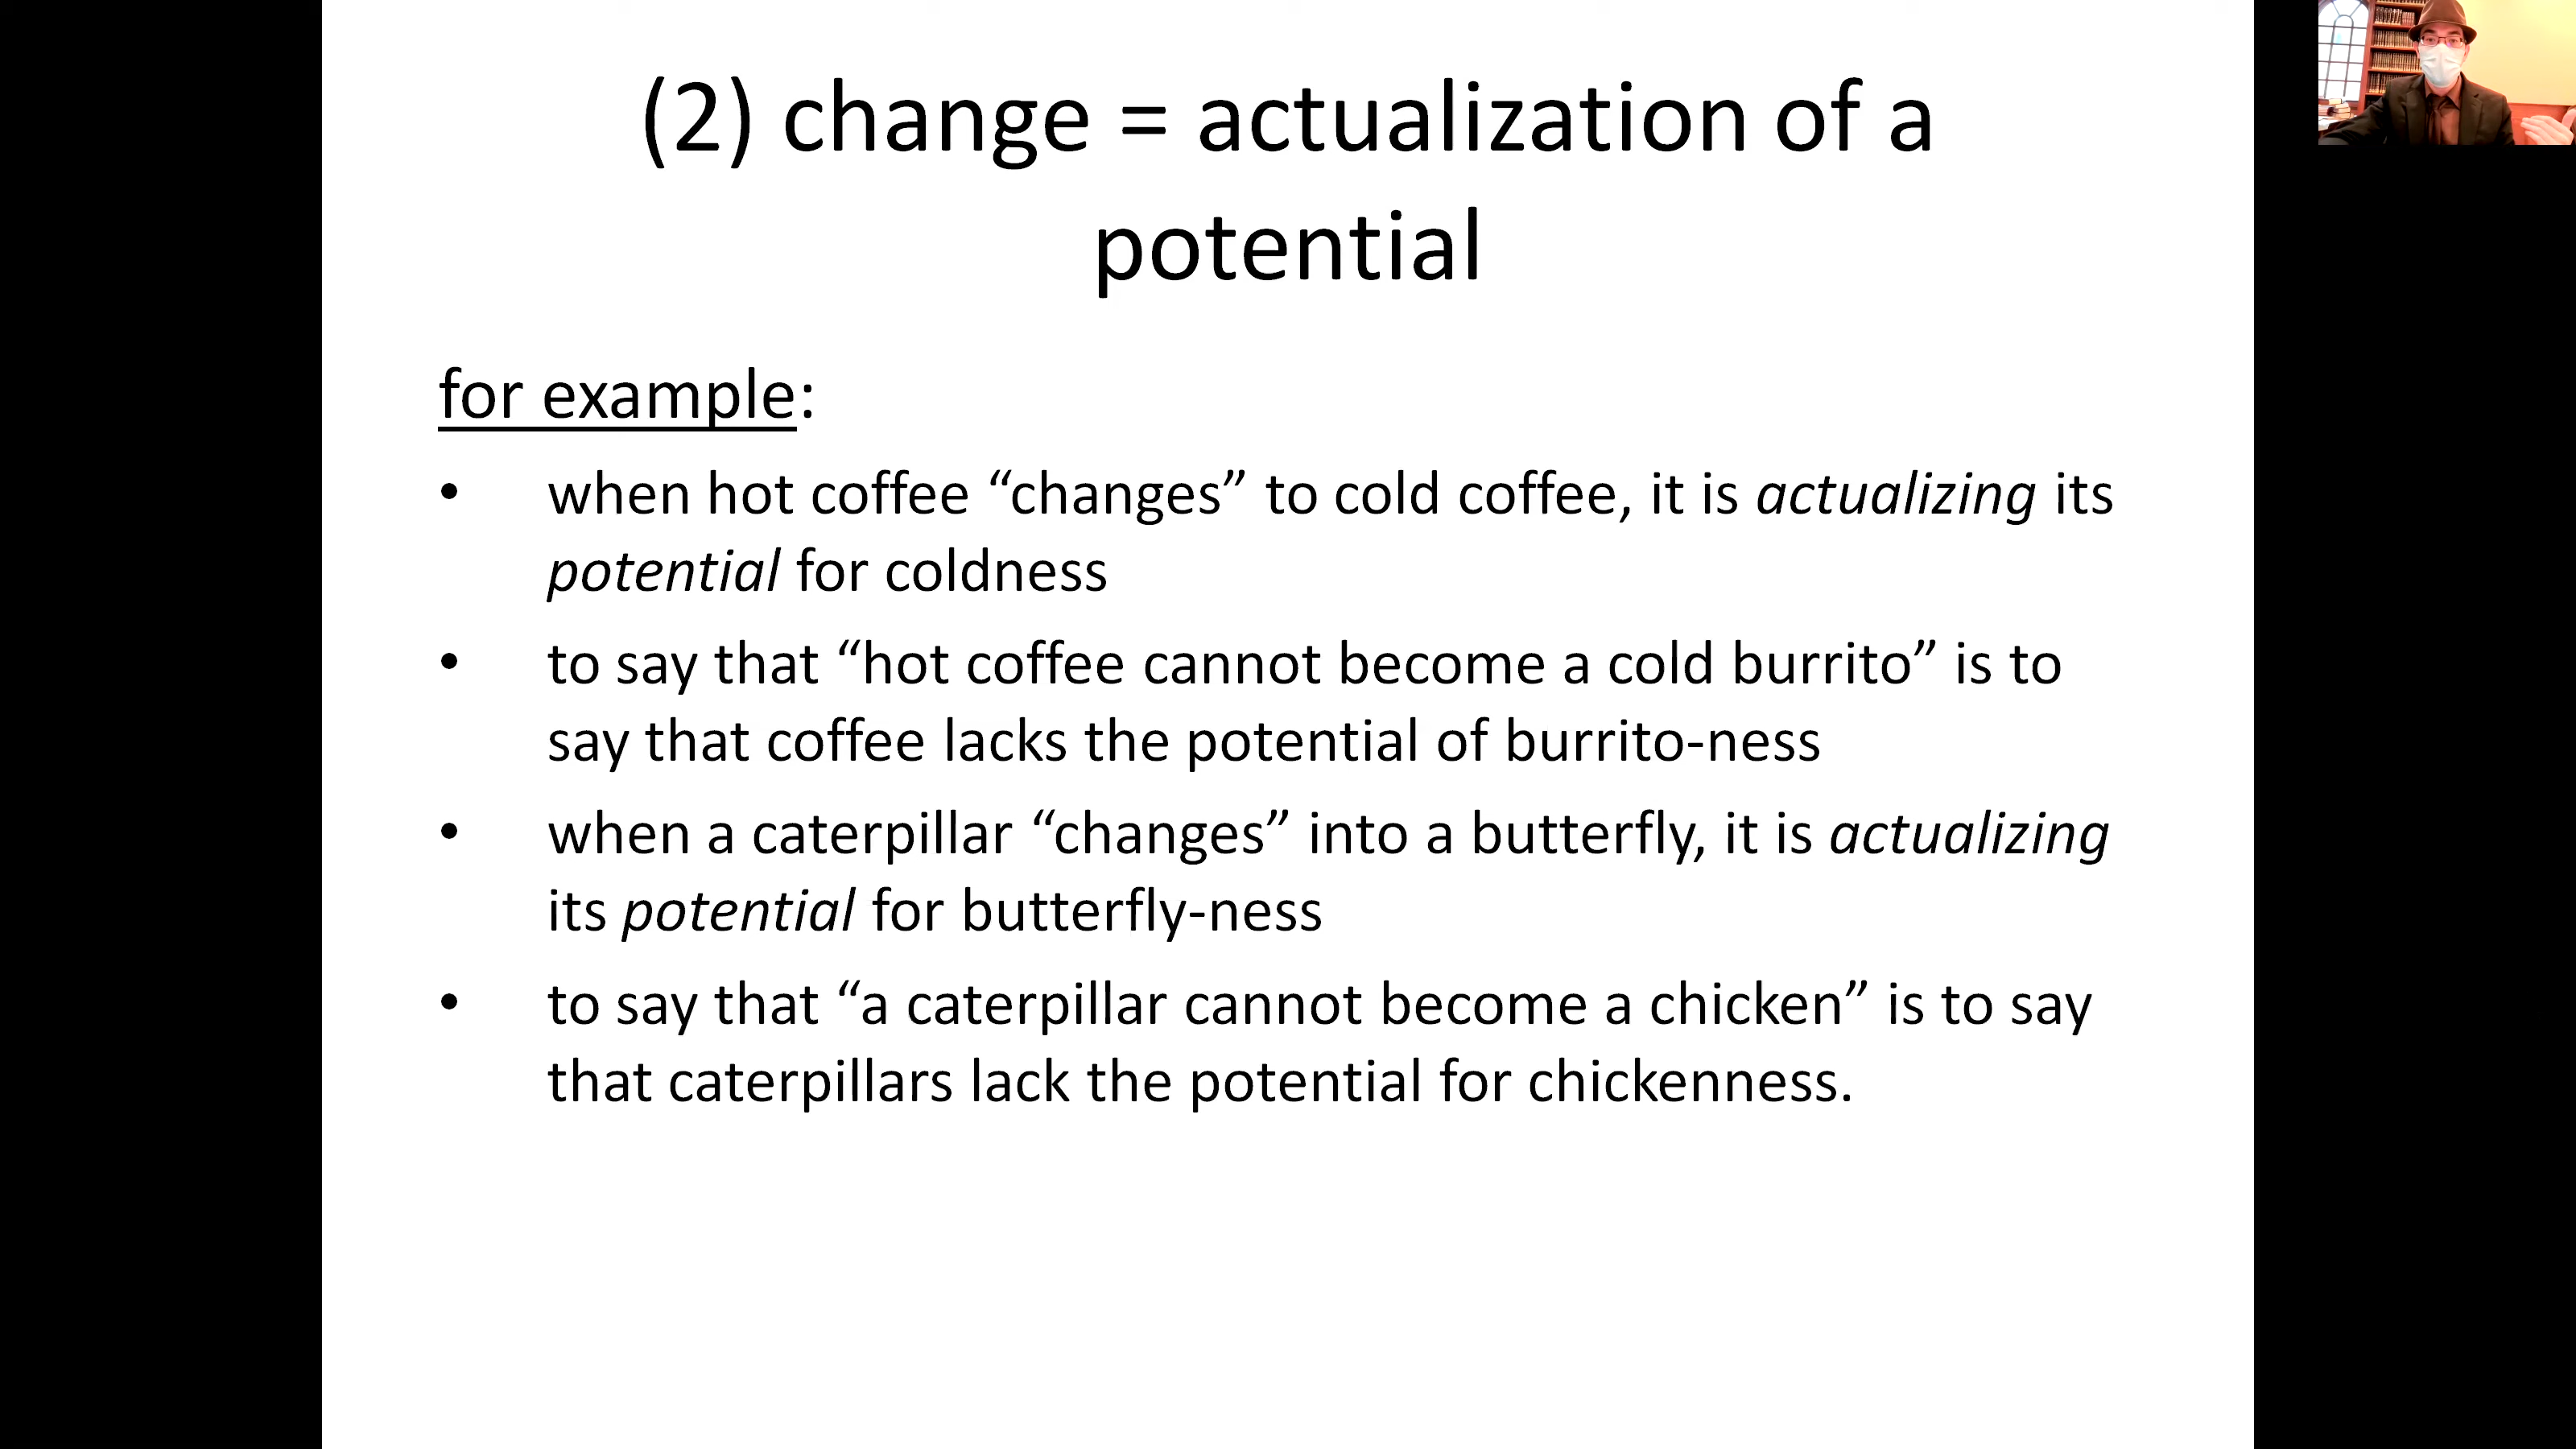 (2) change = actualization of a
potential
for example:
• when hot coffee “changes” to cold coffee, it is actualizing its
potential for coldness
• to say that “hot coffee cannot become a cold burrito” is to
say that coffee lacks the potential of burrito-ness
• when a caterpillar “changes” into a butterfly, it is actualizing
its potential for butterfly-ness
• to say that “a caterpillar cannot become a chicken” is to say
that caterpillars lack the potential for chickenness.